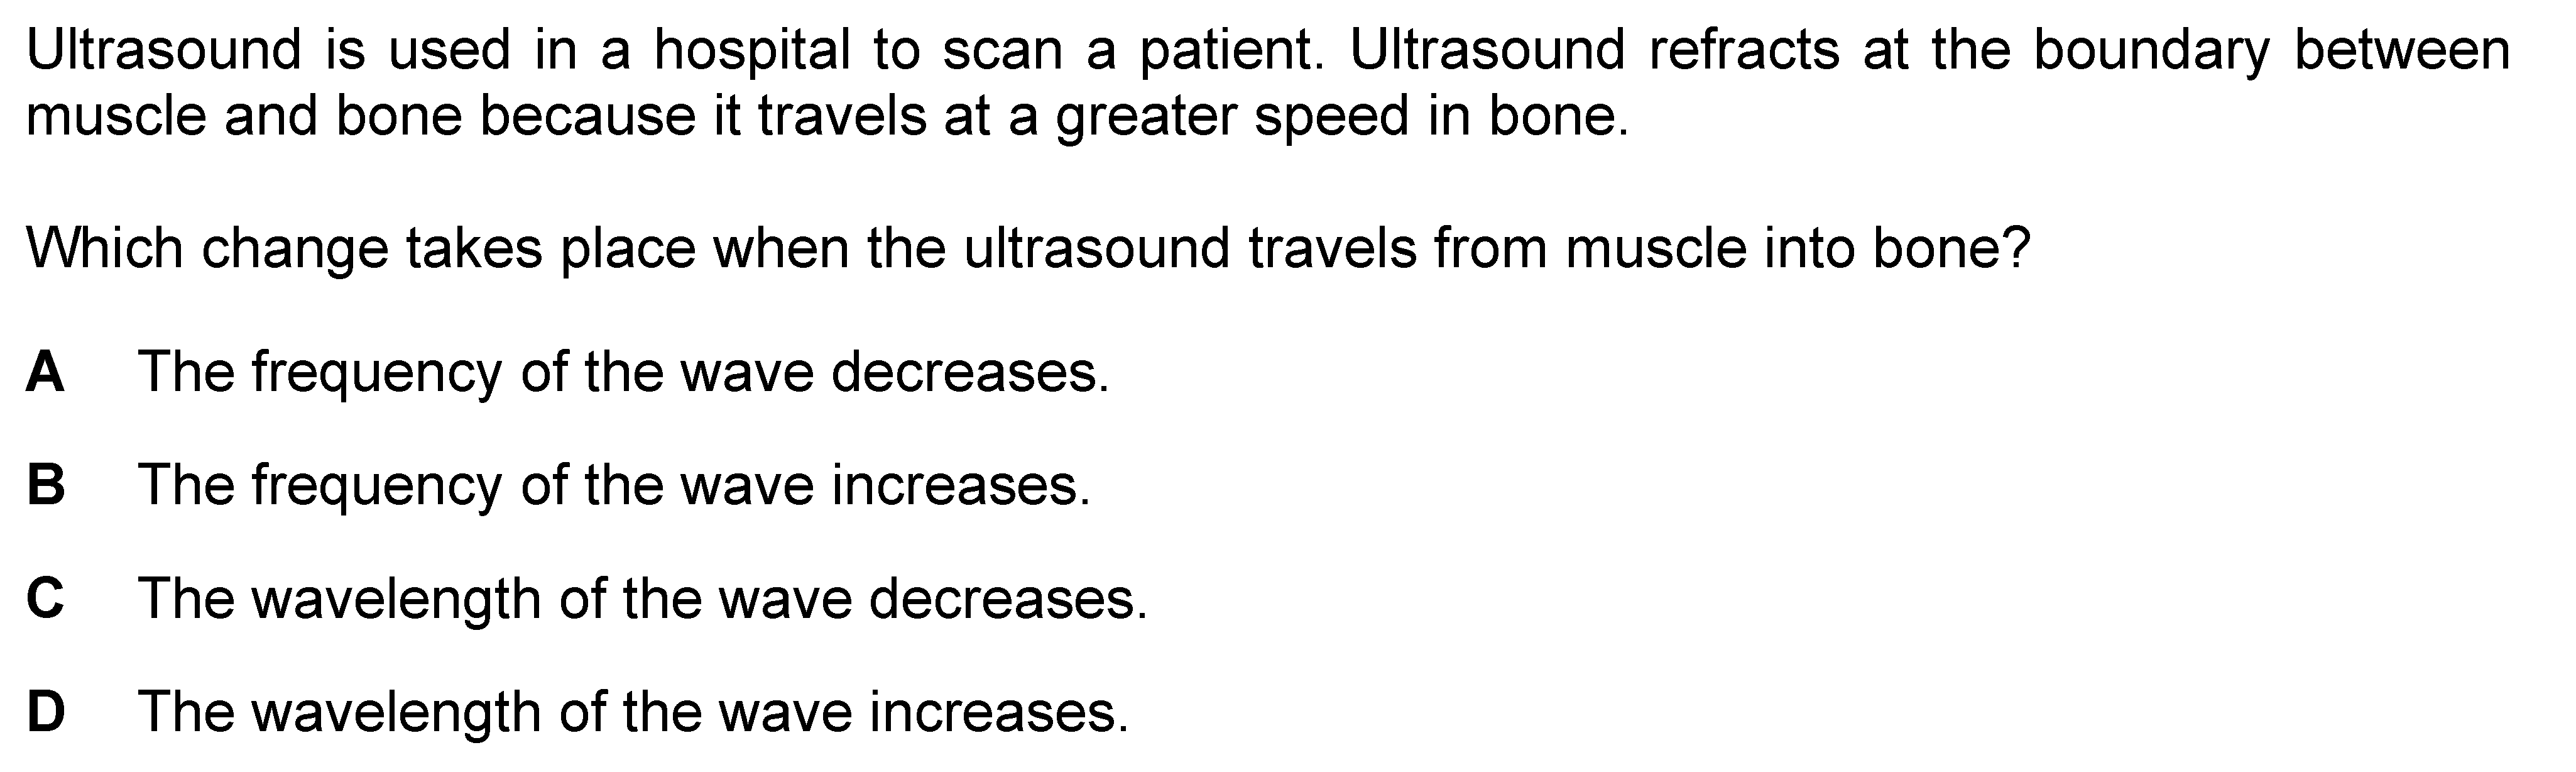 Ultrasound is used in a hospital to scan a patient. Ultrasound refracts at the boundary between
muscle and bone because it travels at a greater speed in bone.
Which change takes place when the ultrasound travels from muscle into bone?
A The frequency of the wave decreases.
B The frequency of the wave increases.
C The wavelength of the wave decreases.
D The wavelength of the wave increases.